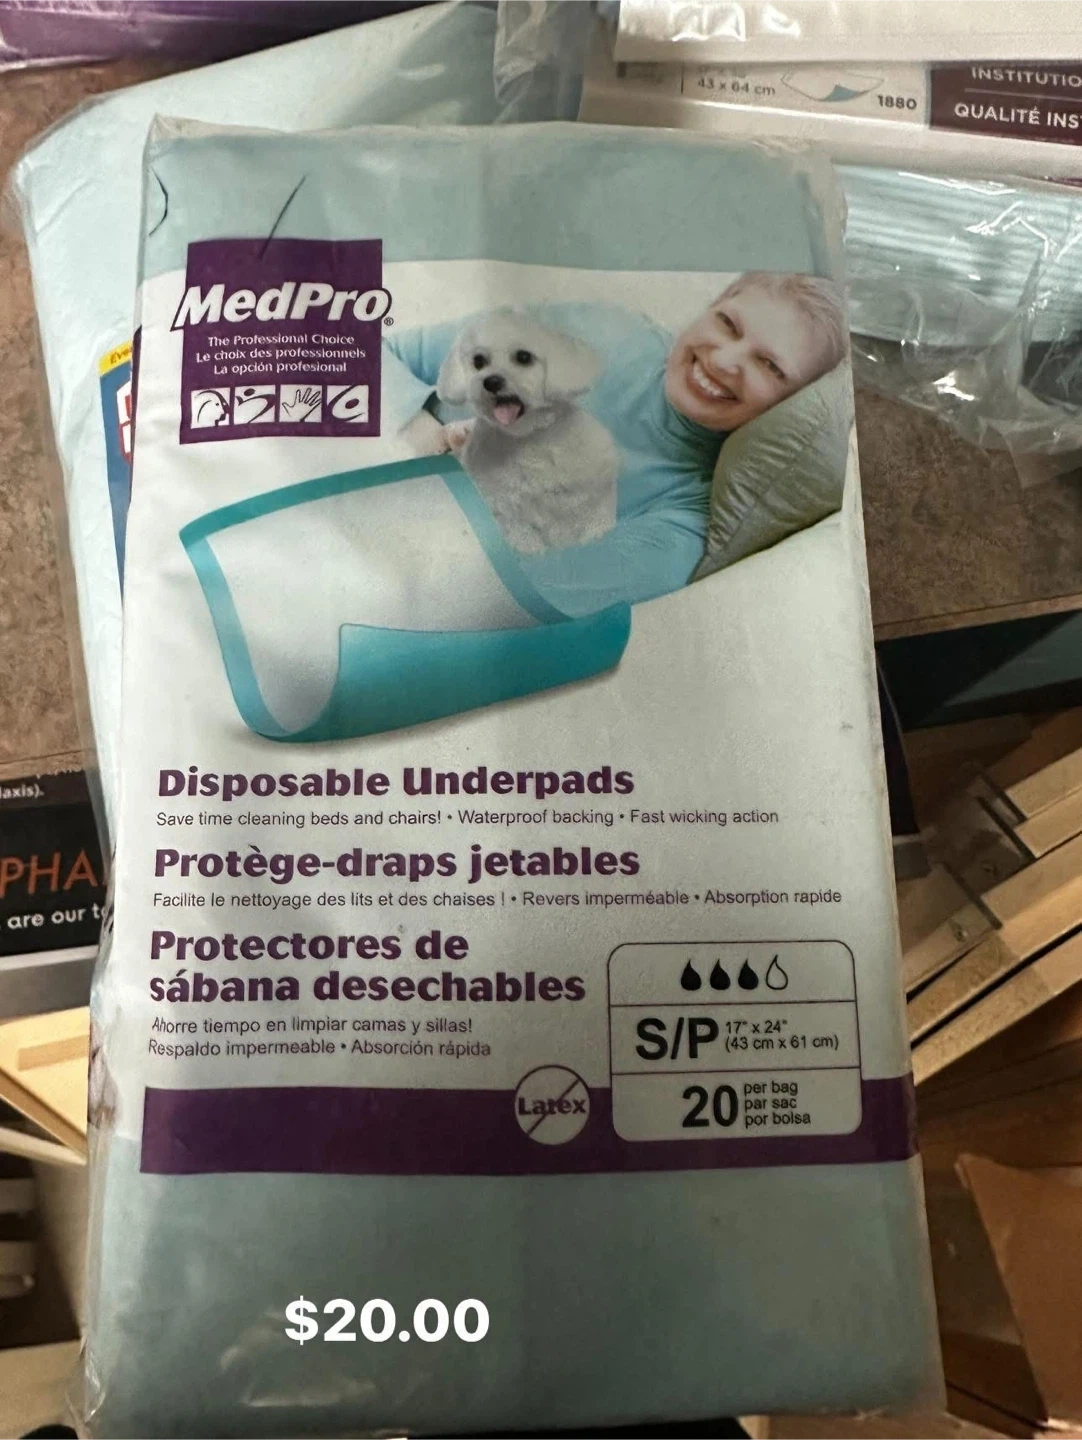 43 x 64 cm
1880
INSTITUTIO
QUALITÉ INS
MedPro®
The Professional Choice
Le choix des professionnels
La opción profesional
Disposable Underpads
Save time cleaning beds and chairs! • Waterproof backing • Fast wicking action
Protège-draps jetables
Facilite le nettoyage des lits et des chaises ! • Revers imperméable • Absorption rapide
Protectores de
sábana desechables
Ahorre tiempo en limpiar camas y sillas!
Respaldo impermeable • Absorción rápida
S/P 17" x 24"
(43 cm x 61 cm)
Latex
20 per bag
par sac
por bolsa
laxis).
PHA
are our t
$20.00